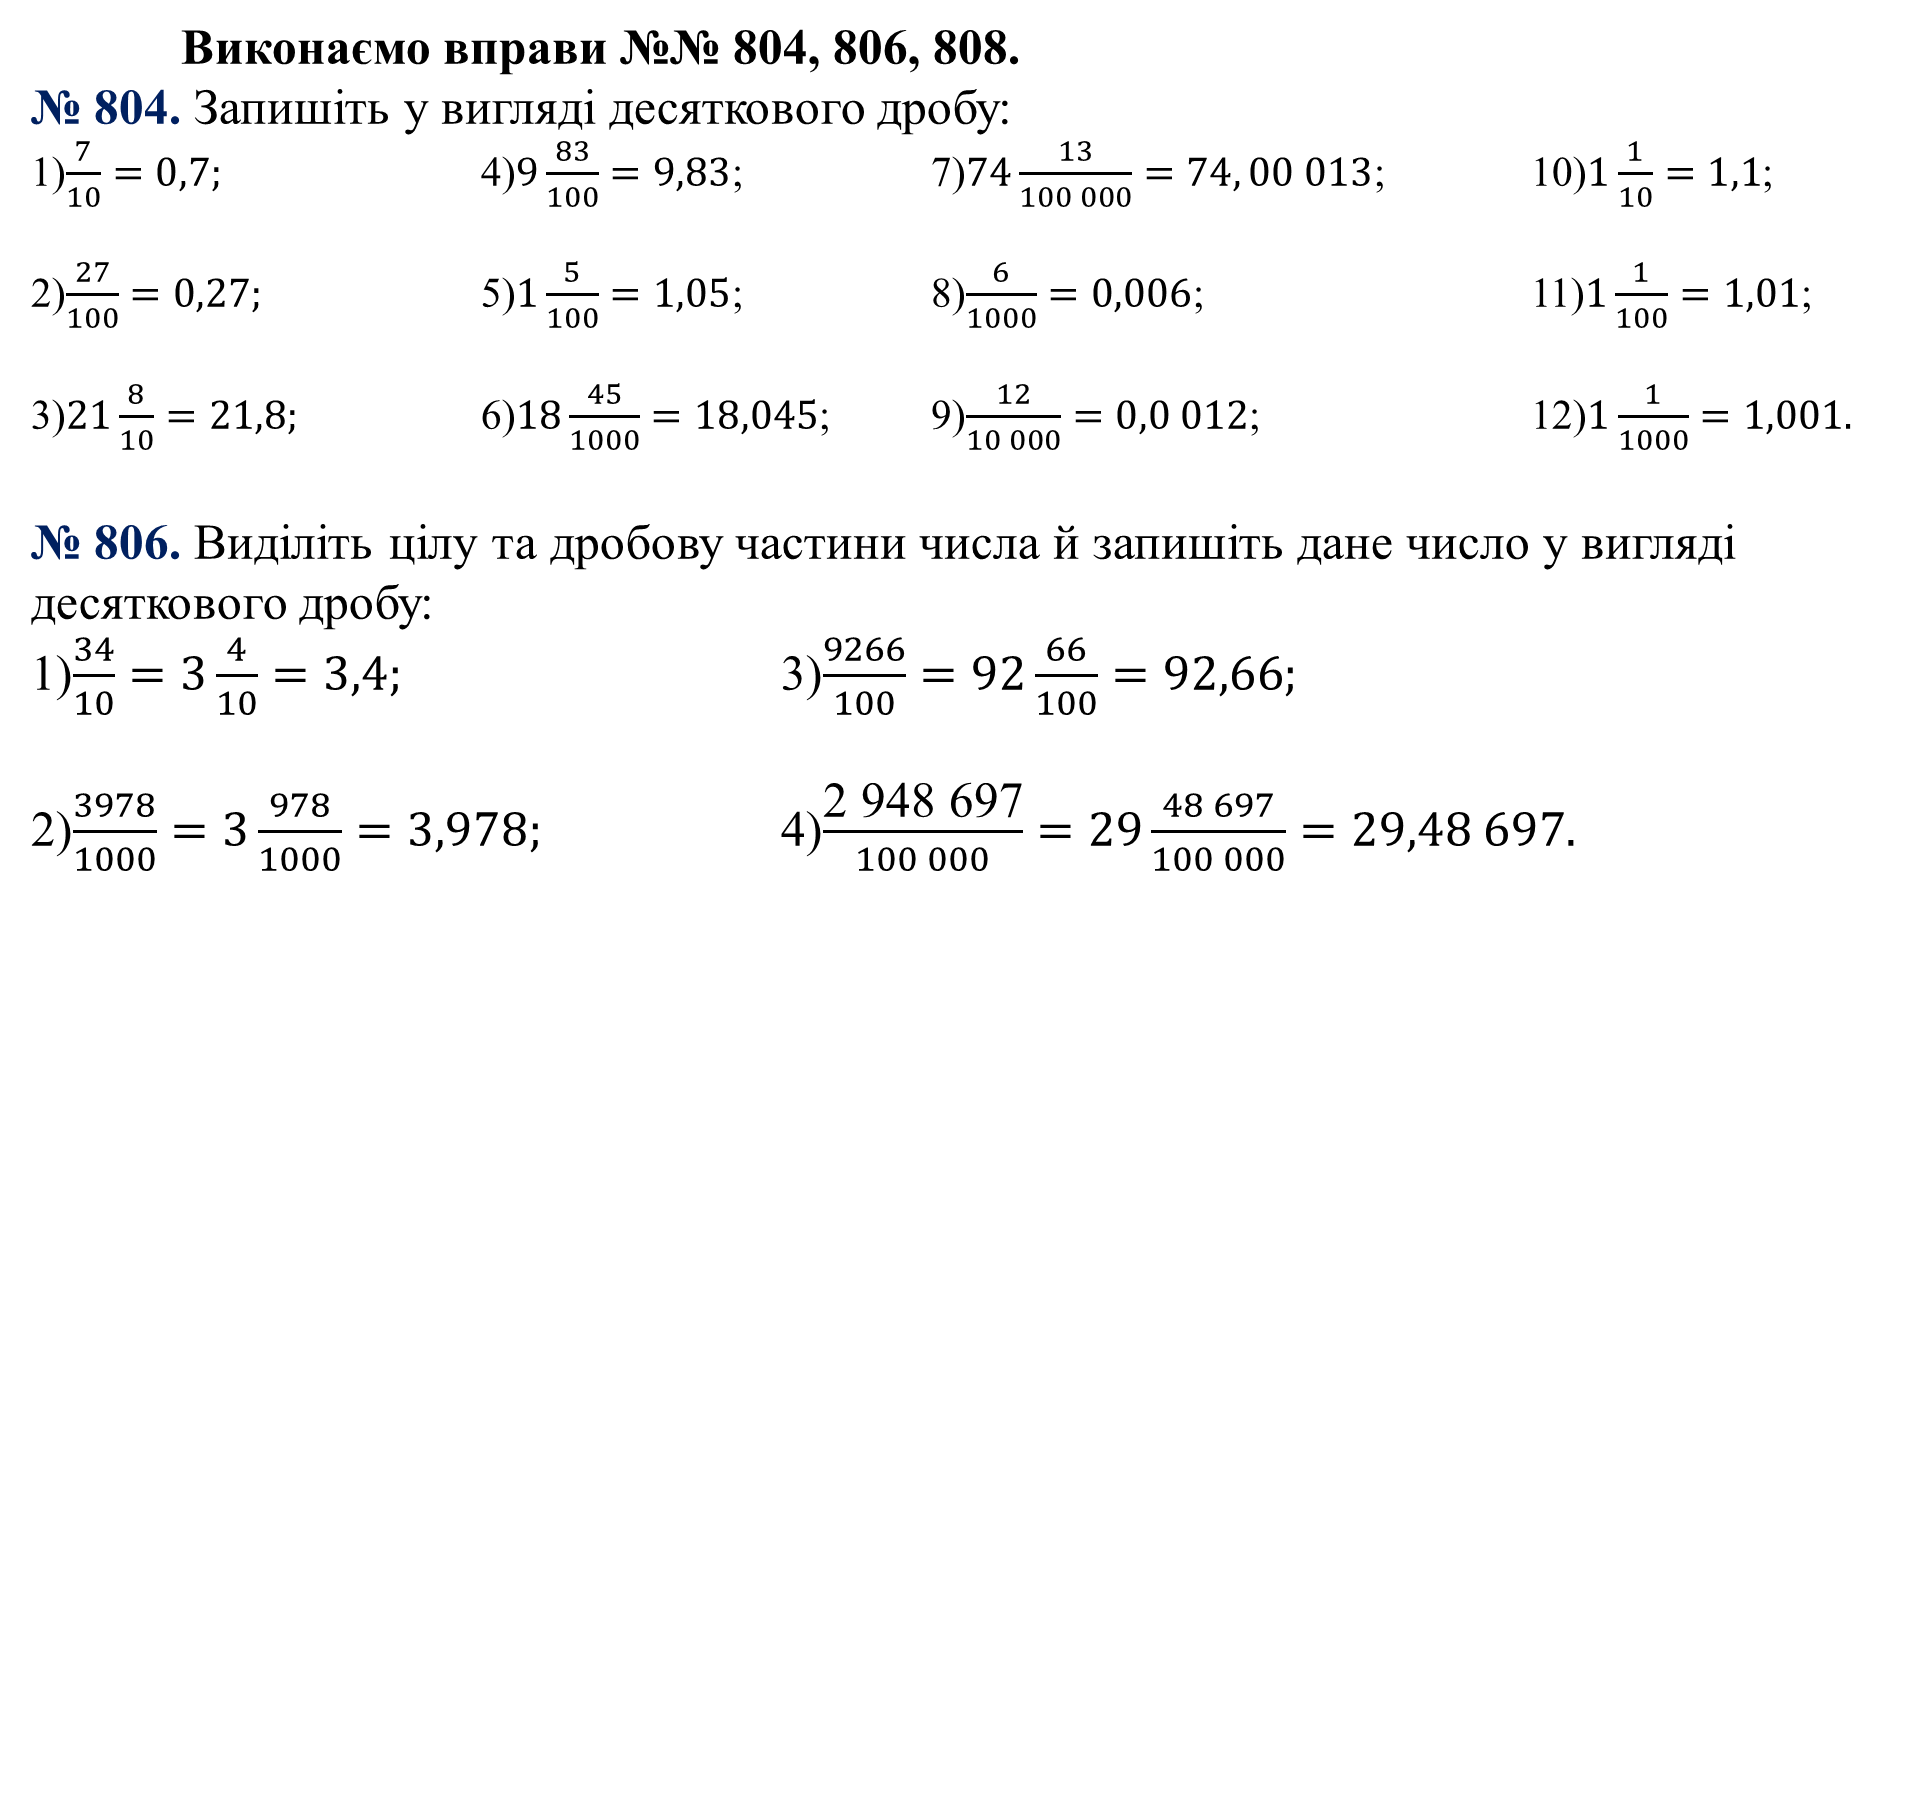 Виконаємо вправи №№ 804, 806, 808.
№ 804. Запишіть у вигляді десяткового дробу:
1) 7/10 = 0,7; 4) 9 83/100 = 9,83; 7) 74 13/100 000 = 74, 00 013; 10) 1 1/10 = 1,1;
2) 27/100 = 0,27; 5) 1 5/100 = 1,05; 8) 6/1000 = 0,006; 11) 1 1/100 = 1,01;
3) 21 8/10 = 21,8; 6) 18 45/1000 = 18,045; 9) 12/10 000 = 0,0 012; 12) 1 1/1000 = 1,001.
№ 806. Виділіть цілу та дробову частини числа й запишіть дане число у вигляді
десяткового дробу:
1) 34/10 = 3 4/10 = 3,4; 3) 9266/100 = 92 66/100 = 92,66;
2) 3978/1000 = 3 978/1000 = 3,978; 4) 2 948 697/100 000 = 29 48 697/100 000 = 29,48 697.